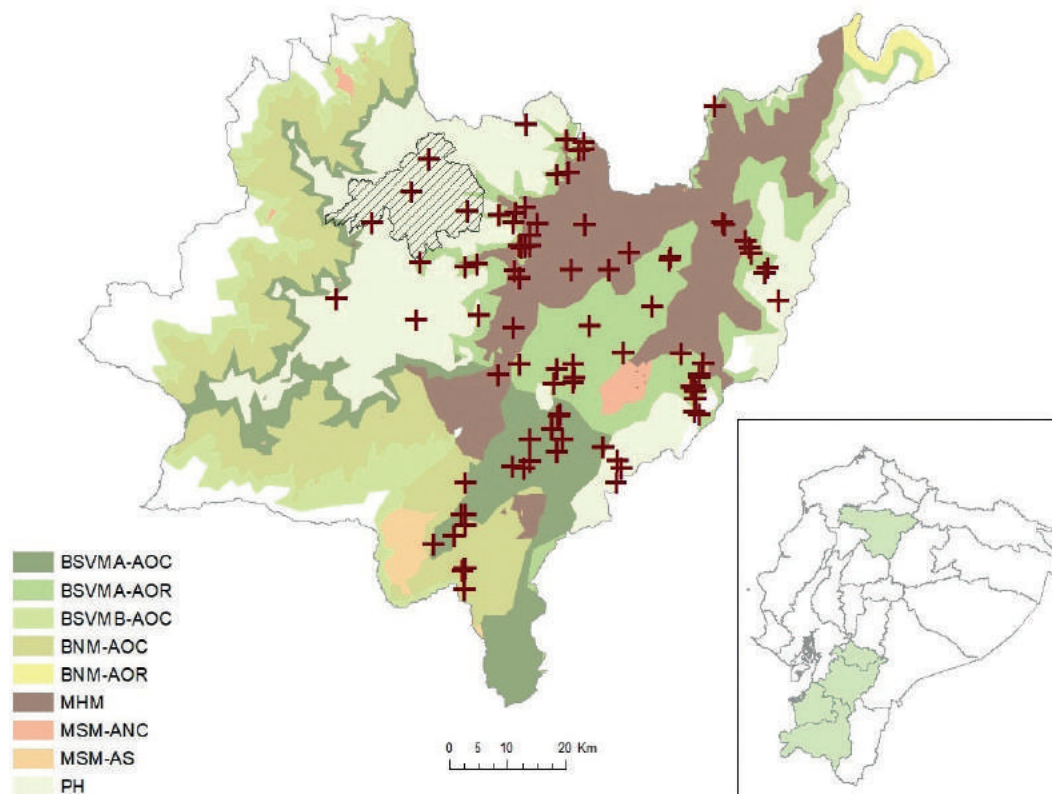 BSVMA-AOC
BSVMA-AOR
BSVMB-AOC
BNM-AOC
BNM-AOR
MHM
MSM-ANC
MSM-AS
PH
0 5 10 20 Km